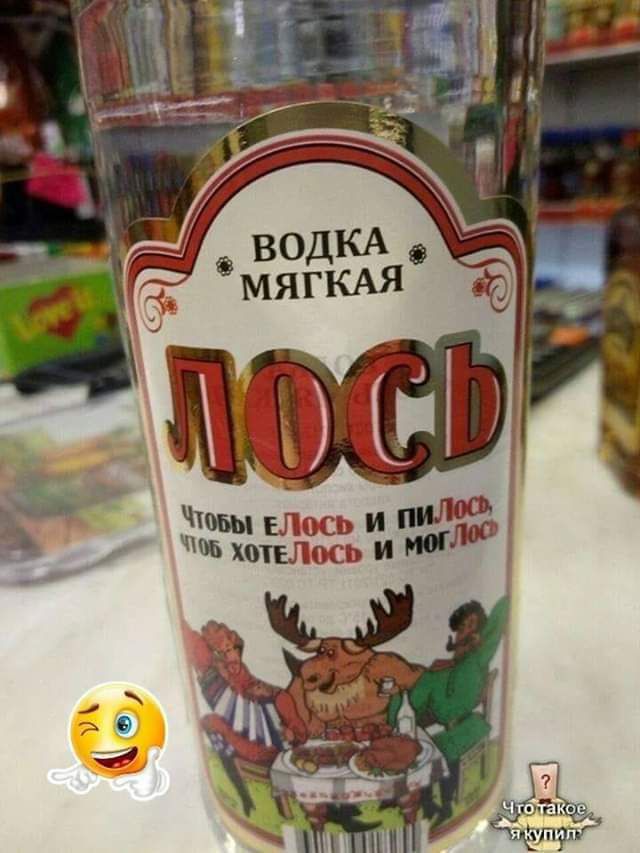 ВОДКА
МЯГКАЯ
ЛОСЬ
Чтобы еЛось и пиЛось,
чтоб хотеЛось и могЛось
Что такое
я купил?